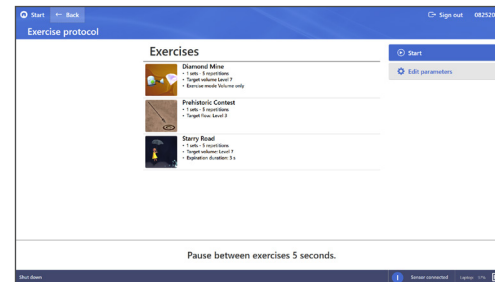 Start
← Back
Sign out 082520
Exercise protocol
Exercises
Diamond Mine
• 1 sets - 5 repetitions
• Target volume Level 7
• Exercise mode Volume only
Prehistoric Contest
• 1 sets - 5 repetitions
• Target flow: Level 3
Starry Road
• 1 sets - 5 repetitions
• Target volume: Level 7
• Expiration duration: 3 s
Start
Edit parameters
Pause between exercises 5 seconds.
Shut down
Sensor connected
Laptop